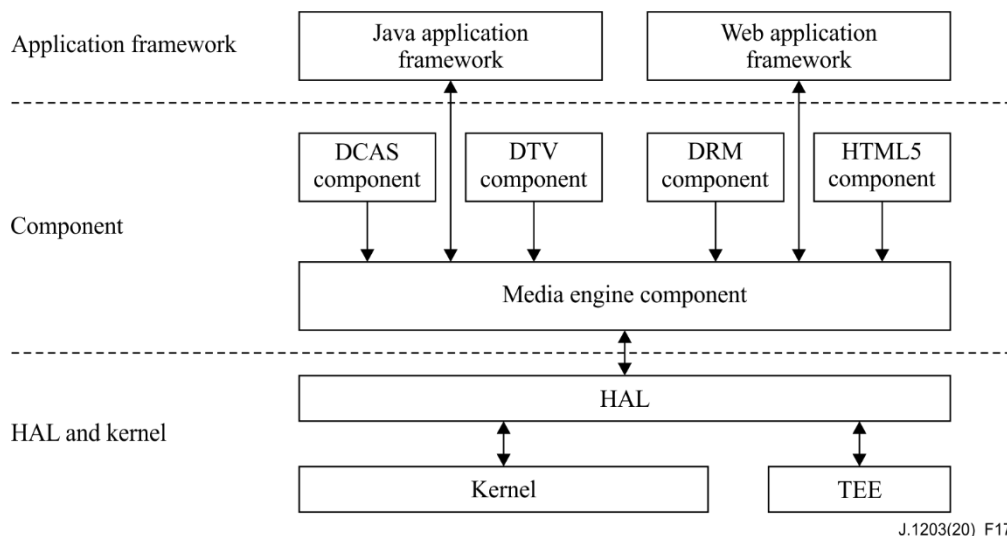 Application framework
Java application
framework
Web application
framework
Component
DCAS
component
DTV
component
DRM
component
HTML5
component
Media engine component
HAL and kernel
HAL
Kernel
TEE
J.1203(20)_F17